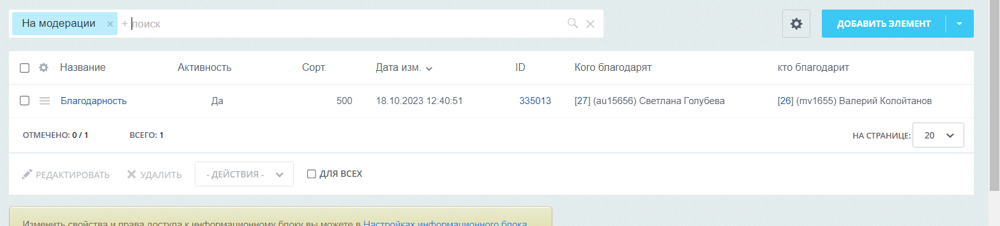 На модерации × + поиск
ДОБАВИТЬ ЭЛЕМЕНТ
Название Активность Сорт. Дата изм. ID Кого благодарят кто благодарит
Благодарность Да 500 18.10.2023 12:40:51 335013 [27] (au15656) Светлана Голубева [26] (mv1655) Валерий Колойтанов
ОТМЕЧЕНО: 0 / 1 ВСЕГО: 1 НА СТРАНИЦЕ: 20
РЕДАКТИРОВАТЬ УДАЛИТЬ - ДЕЙСТВИЯ - ДЛЯ ВСЕХ
Изменить свойства и права доступа к информационному блоку вы можете в Настройках информационного блока